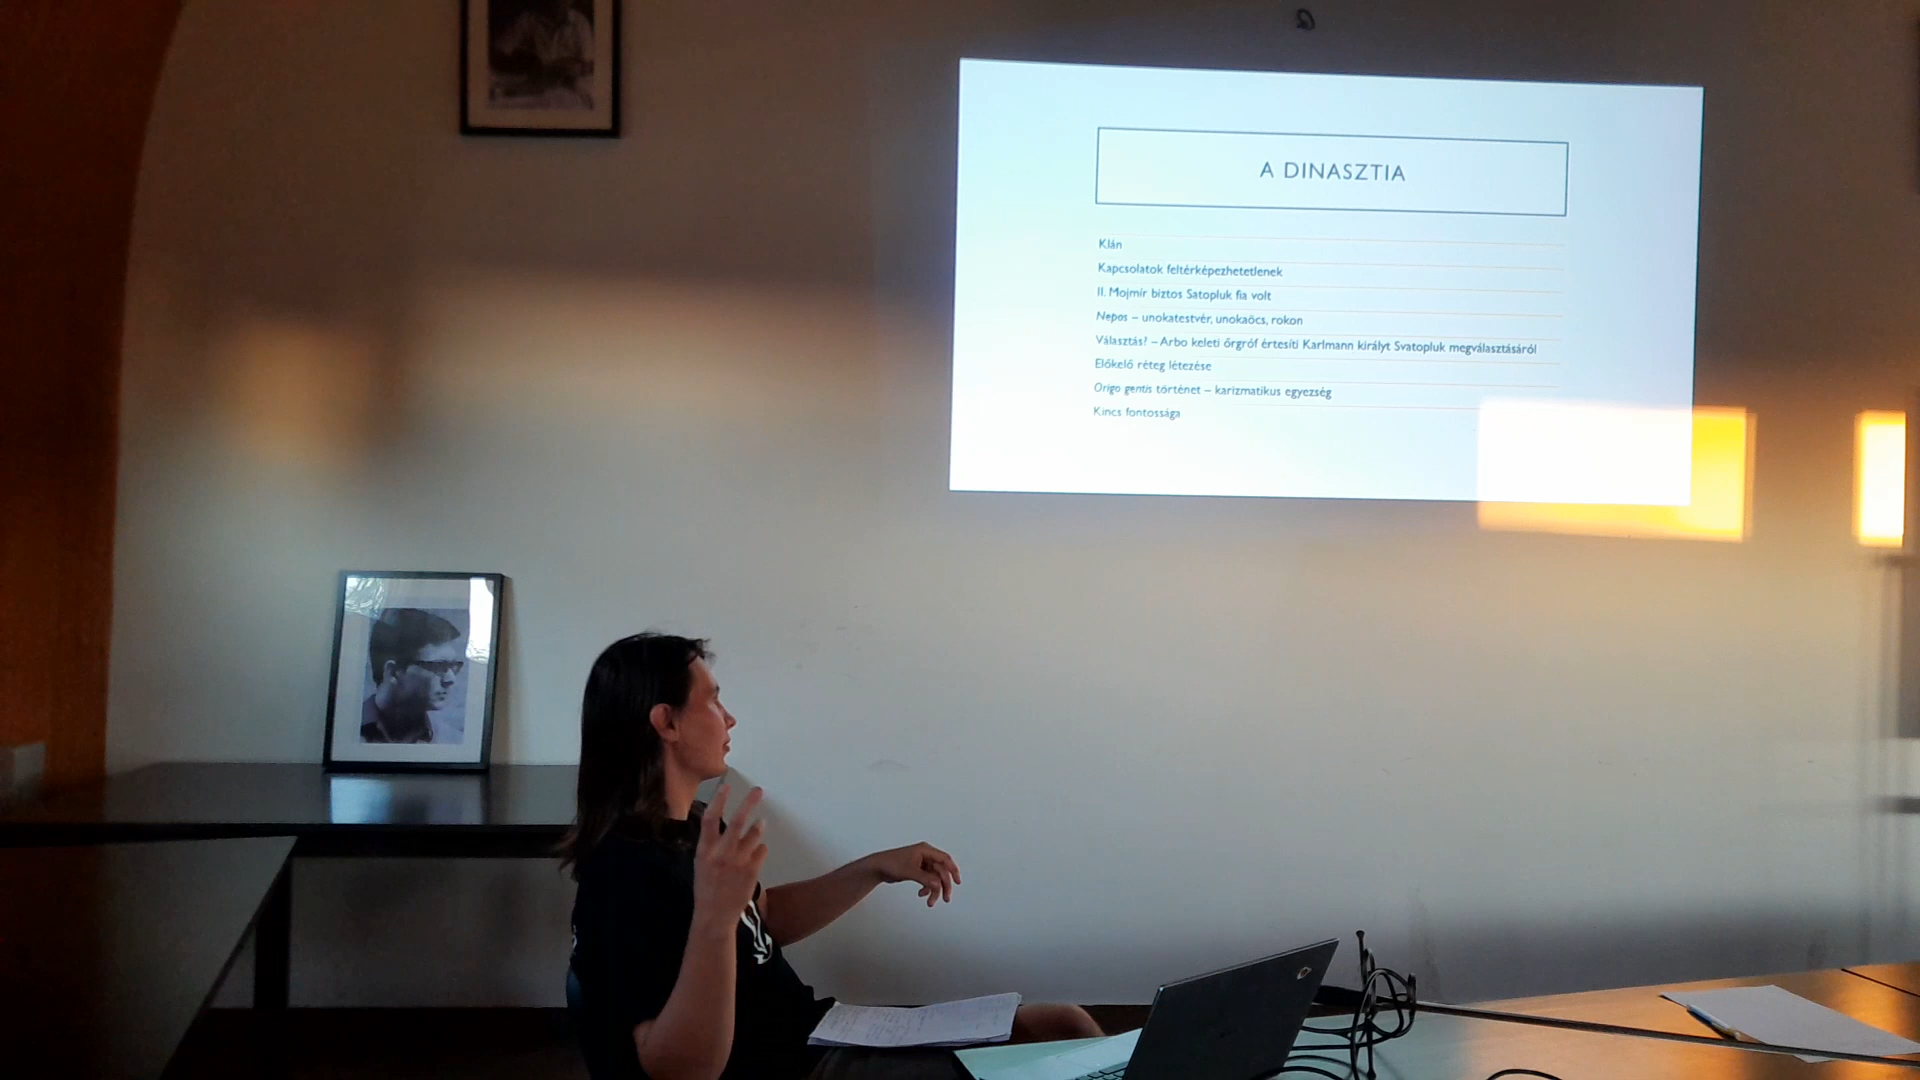 A DINASZTIA
Klán
Kapcsolatok feltérképezhetetlenek
II. Mojmír biztos Satopluk fia volt
Nepos – unokatestvér, unokaöcs, rokon
Választás? – Arbo keleti őrgróf értesíti Karlmann királyt Svatopluk megválasztásáról
Előkelő réteg létezése
Origo gentis történet – karizmatikus egyezség
Kincs fontossága